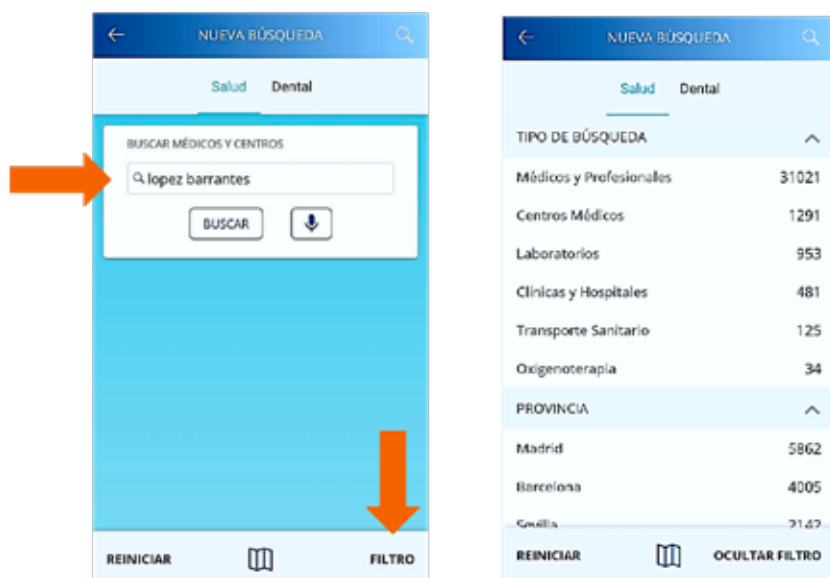 NUEVA BÚSQUEDA
Salud Dental
BUSCAR MÉDICOS Y CENTROS
lopez barrantes
BUSCAR
REINICIAR FILTRO
NUEVA BÚSQUEDA
Salud Dental
TIPO DE BÚSQUEDA
Médicos y Profesionales 31021
Centros Médicos 1291
Laboratorios 953
Clínicas y Hospitales 481
Transporte Sanitario 125
Oxigenoterapia 34
PROVINCIA
Madrid 5862
Barcelona 4005
Sevilla 2142
REINICIAR OCULTAR FILTRO